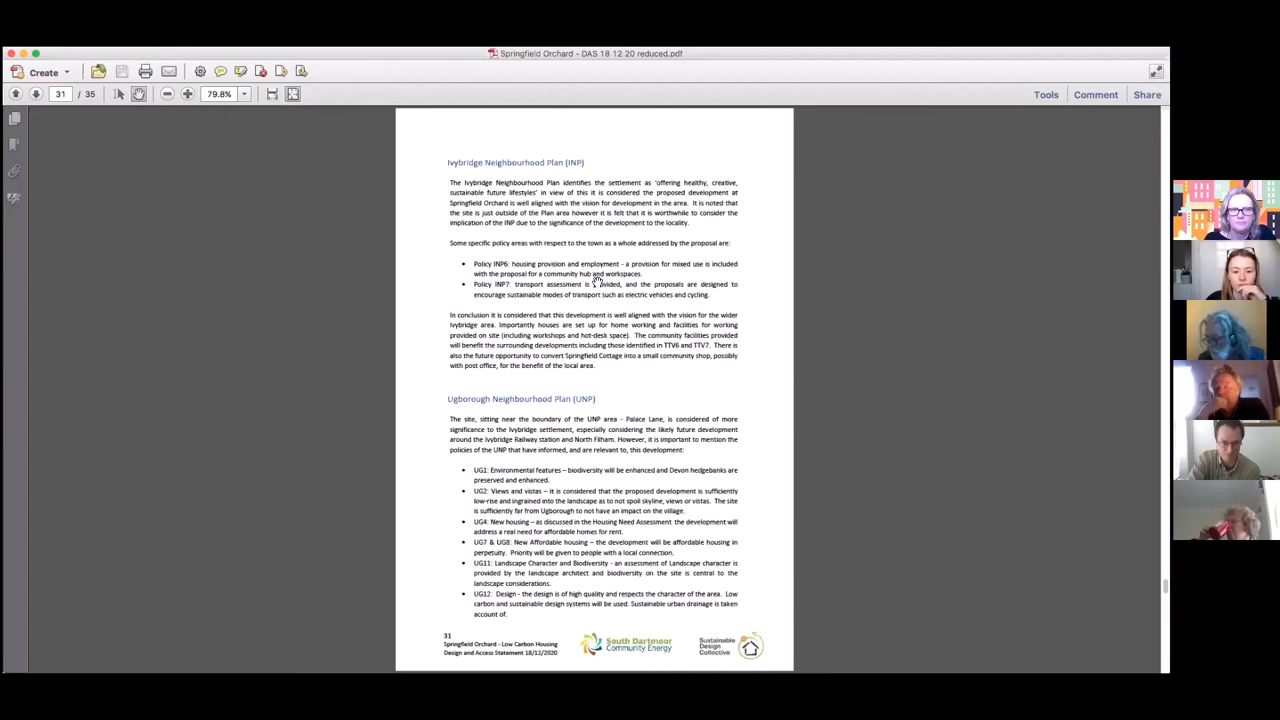 Springfield Orchard - DAS 18 12 20 reduced.pdf
Create
31 / 35
79.8%
Tools
Comment
Share
Ivybridge Neighbourhood Plan (INP)
The Ivybridge Neighbourhood Plan identifies the settlement as 'offering healthy, creative,
sustainable future lifestyles' in view of this it is considered the proposed development at
Springfield Orchard is well aligned with the vision for development in the area. It is noted that
the site is just outside of the Plan area however it is felt that it is worthwhile to consider the
implication of the INP due to the significance of the development to the locality.
Some specific policy areas with respect to the town as a whole addressed by the proposal are:
• Policy INP6: housing provision and employment - a provision for mixed use is included
with the proposal for a community hub and workspaces.
• Policy INP7: transport assessment is provided, and the proposals are designed to
encourage sustainable modes of transport such as electric vehicles and cycling.
In conclusion it is considered that this development is well aligned with the vision for the wider
Ivybridge area. Importantly houses are set up for home working and facilities for working
provided on site (including workshops and hot-desk space). The community facilities provided
will benefit the surrounding developments including those identified in TTV6 and TTV7. There is
also the future opportunity to convert Springfield Cottage into a small community shop, possibly
with post office, for the benefit of the local area.
Ugborough Neighbourhood Plan (UNP)
The site, sitting near the boundary of the UNP area - Palace Lane, is considered of more
significance to the Ivybridge settlement, especially considering the likely future development
around the Ivybridge Railway station and North Filham. However, it is important to mention the
policies of the UNP that have informed, and are relevant to, this development:
• UG1: Environmental features – biodiversity will be enhanced and Devon hedgebanks are
preserved and enhanced.
• UG2: Views and vistas – it is considered that the proposed development is sufficiently
low-rise and ingrained into the landscape as to not spoil skyline, views or vistas. The site
is sufficiently far from Ugborough to not have an impact on the village.
• UG4: New housing – as discussed in the Housing Need Assessment the development will
address a real need for affordable homes for rent.
• UG7 & UG8: New Affordable housing – the development will be affordable housing in
perpetuity. Priority will be given to people with a local connection.
• UG11: Landscape Character and Biodiversity - an assessment of Landscape character is
provided by the landscape architect and biodiversity on the site is central to the
landscape considerations.
• UG12: Design - the design is of high quality and respects the character of the area. Low
carbon and sustainable design systems will be used. Sustainable urban drainage is taken
account of.
31
Springfield Orchard - Low Carbon Housing
Design and Access Statement 18/12/2020
South Dartmoor
Community Energy
Sustainable
Design
Collective